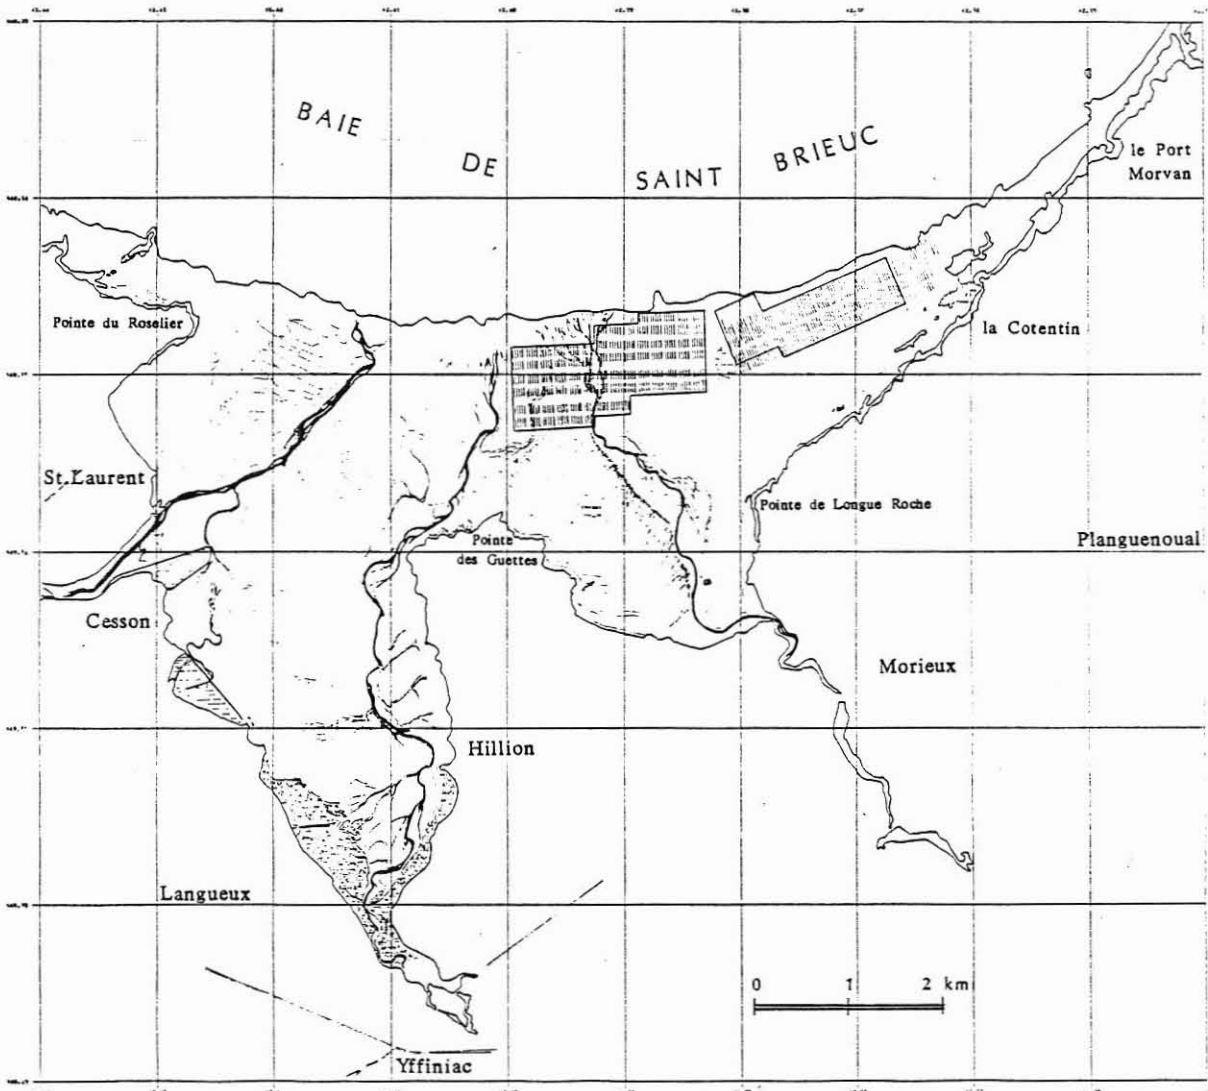 BAIE DE SAINT BRIEUC
le Port
Morvan
Pointe du Roselier
la Cotentin
St.Laurent
Pointe de Longue Roche
Pointe
des Guettes
Planguenoual
Cesson
Morieux
Hillion
Langueux
0 1 2 km
Yffiniac